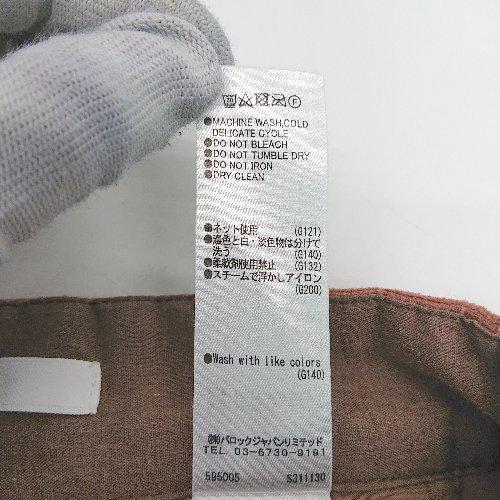 ●MACHINE WASH,COLD
DELICATE CYCLE
●DO NOT BLEACH
●DO NOT TUMBLE DRY
●DO NOT IRON
●DRY CLEAN
●ネット使用 (G121)
●濃色と白・淡色物は分けて
洗う (G140)
●柔軟剤使用禁止 (G132)
●スチームで浮かしアイロン
(G200)
●Wash with like colors
(G140)
㈱バロックジャパンリミテッド
TEL. 03-6730-9191
595005 S311130